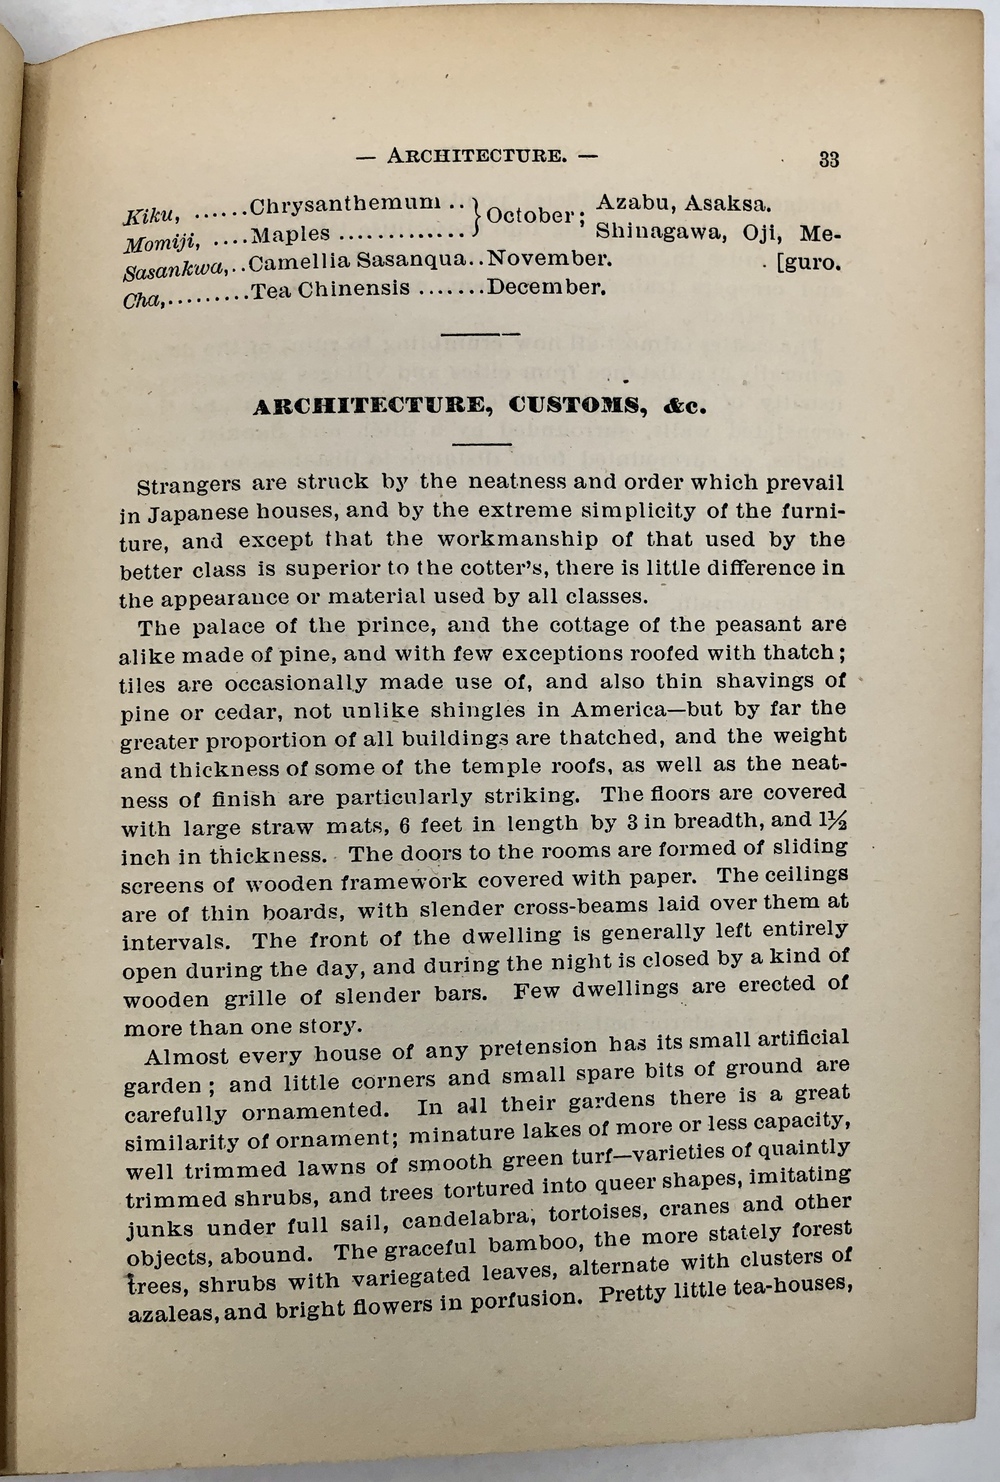 — ARCHITECTURE. — 33
Kiku, ......Chrysanthemum .. } October; Azabu, Asaksa.
Momiji, ....Maples ............. Shinagawa, Oji, Me-
Sasankwa,..Camellia Sasanqua..November. [guro.
Cha,.........Tea Chinensis .......December.
ARCHITECTURE, CUSTOMS, &c.
Strangers are struck by the neatness and order which prevail
in Japanese houses, and by the extreme simplicity of the furni-
ture, and except that the workmanship of that used by the
better class is superior to the cotter's, there is little difference in
the appearance or material used by all classes.
The palace of the prince, and the cottage of the peasant are
alike made of pine, and with few exceptions roofed with thatch;
tiles are occasionally made use of, and also thin shavings of
pine or cedar, not unlike shingles in America—but by far the
greater proportion of all buildings are thatched, and the weight
and thickness of some of the temple roofs, as well as the neat-
ness of finish are particularly striking. The floors are covered
with large straw mats, 6 feet in length by 3 in breadth, and 1½
inch in thickness. The doors to the rooms are formed of sliding
screens of wooden framework covered with paper. The ceilings
are of thin boards, with slender cross-beams laid over them at
intervals. The front of the dwelling is generally left entirely
open during the day, and during the night is closed by a kind of
wooden grille of slender bars. Few dwellings are erected of
more than one story.
Almost every house of any pretension has its small artificial
garden; and little corners and small spare bits of ground are
carefully ornamented. In all their gardens there is a great
similarity of ornament; minature lakes of more or less capacity,
well trimmed lawns of smooth green turf—varieties of quaintly
trimmed shrubs, and trees tortured into queer shapes, imitating
junks under full sail, candelabra, tortoises, cranes and other
objects, abound. The graceful bamboo, the more stately forest
trees, shrubs with variegated leaves, alternate with clusters of
azaleas, and bright flowers in porfusion. Pretty little tea-houses,